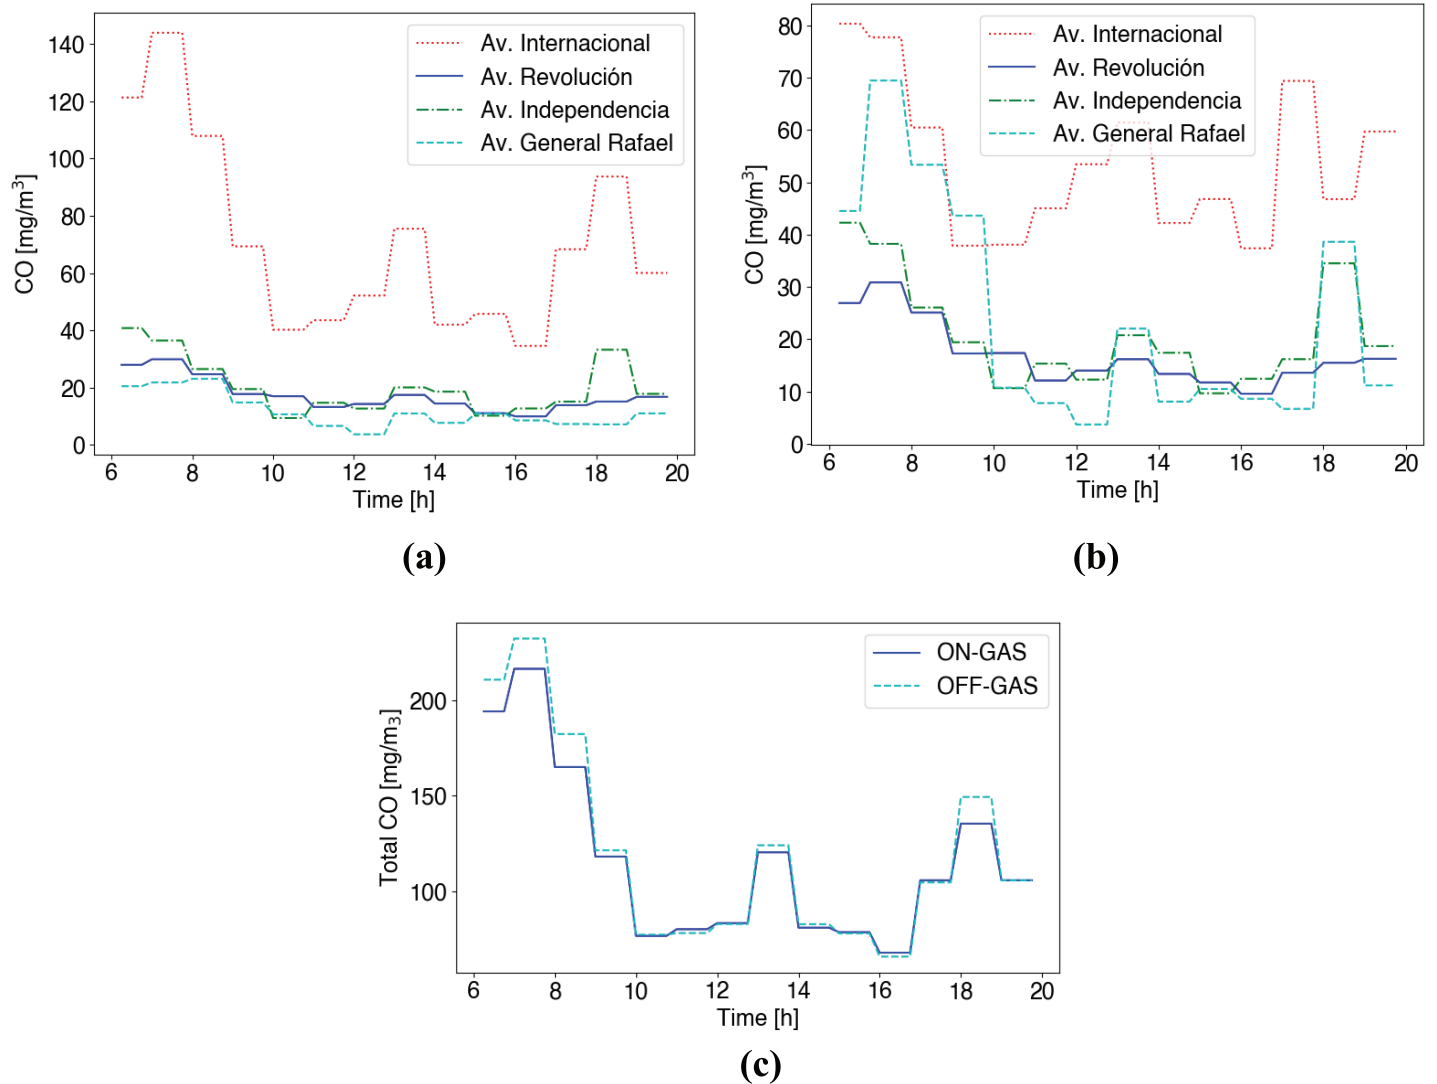 CO [mg/m³]
140
120
100
80
60
40
20
0
Av. Internacional
Av. Revolución
Av. Independencia
Av. General Rafael
6 8 10 12 14 16 18 20
Time [h]
(a)
CO [mg/m³]
80
70
60
50
40
30
20
10
0
Av. Internacional
Av. Revolución
Av. Independencia
Av. General Rafael
6 8 10 12 14 16 18 20
Time [h]
(b)
Total CO [mg/m₃]
200
150
100
ON-GAS
OFF-GAS
6 8 10 12 14 16 18 20
Time [h]
(c)